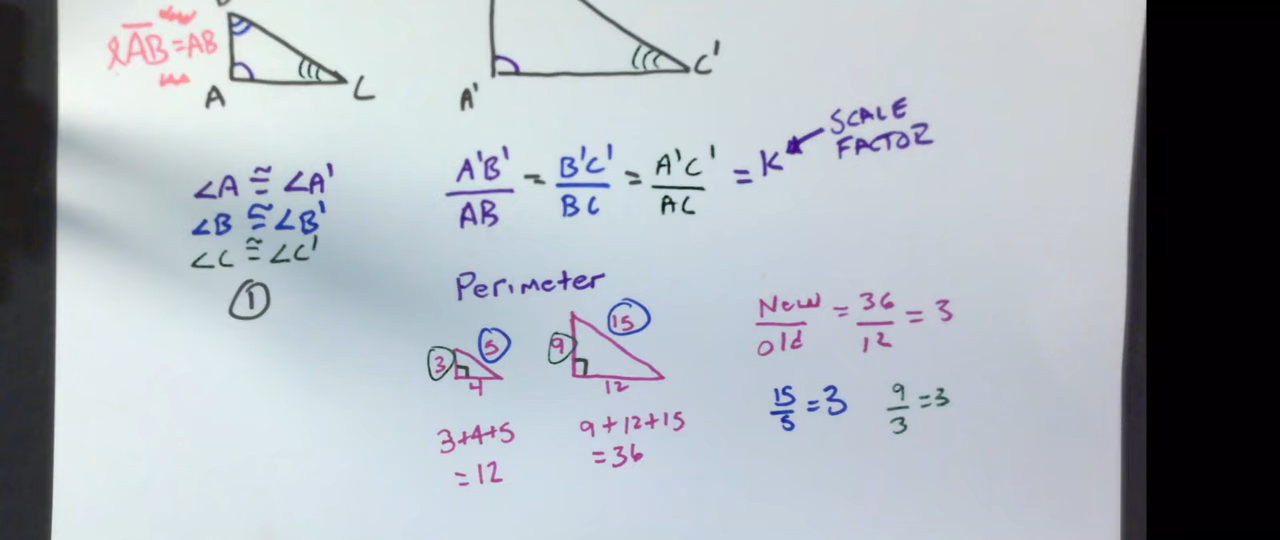 lAB = AB
A
C
A'
C'
SCALE
FACTOR
A'B'/AB = B'C'/BC = A'C'/AC = K
∠A ≅ ∠A'
∠B ≅ ∠B'
∠C ≅ ∠C'
①
Perimeter
3 5 4
9 15 12
New/old = 36/12 = 3
15/5 = 3
9/3 = 3
3+4+5
= 12
9+12+15
= 36